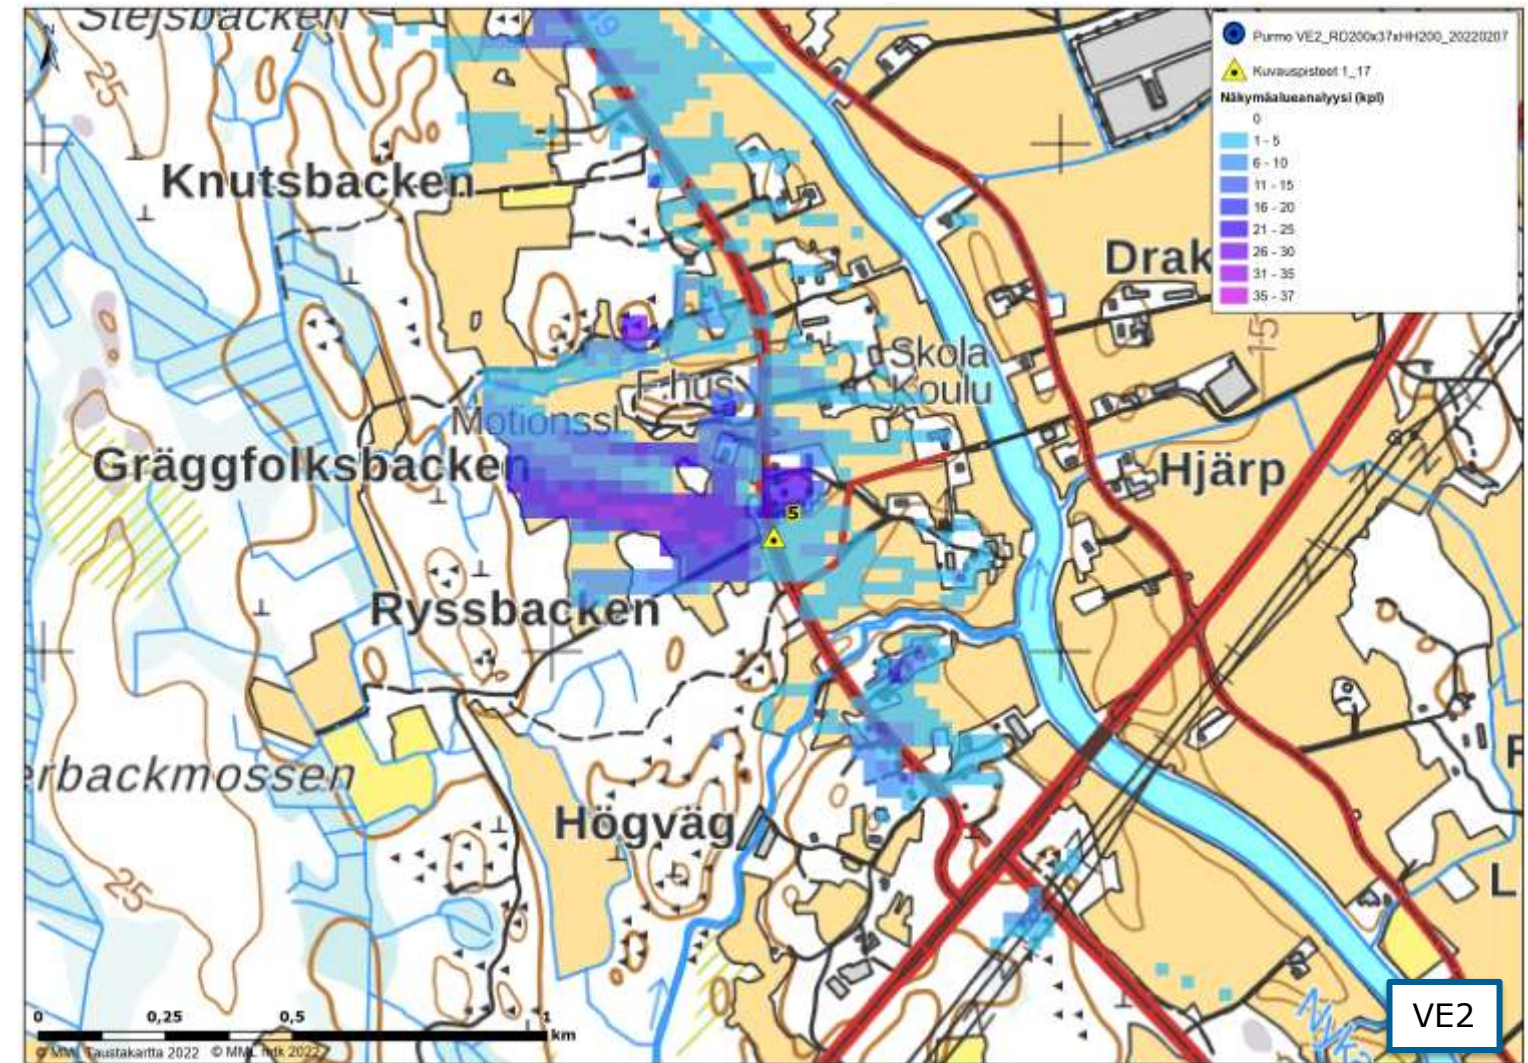 Stejsbacken
49
N
Purmo VE2_RD200x37xHH200_20220207
Kuvauspisteet 1_17
Näkymäalueanalyysi (kpl)
0
1 - 5
6 - 10
11 - 15
16 - 20
21 - 25
26 - 30
31 - 35
35 - 37
25
Knutsbacken
Drak
Skola
Koulu
15
F.hus
Motionssl.
Gräggfolksbacken
Hjärp
5
Ryssbacken
erbackmossen
Högväg
25
L
0 0,25 0,5 1
km
© MML Taustakartta 2022 © MML mtk 2022
VE2